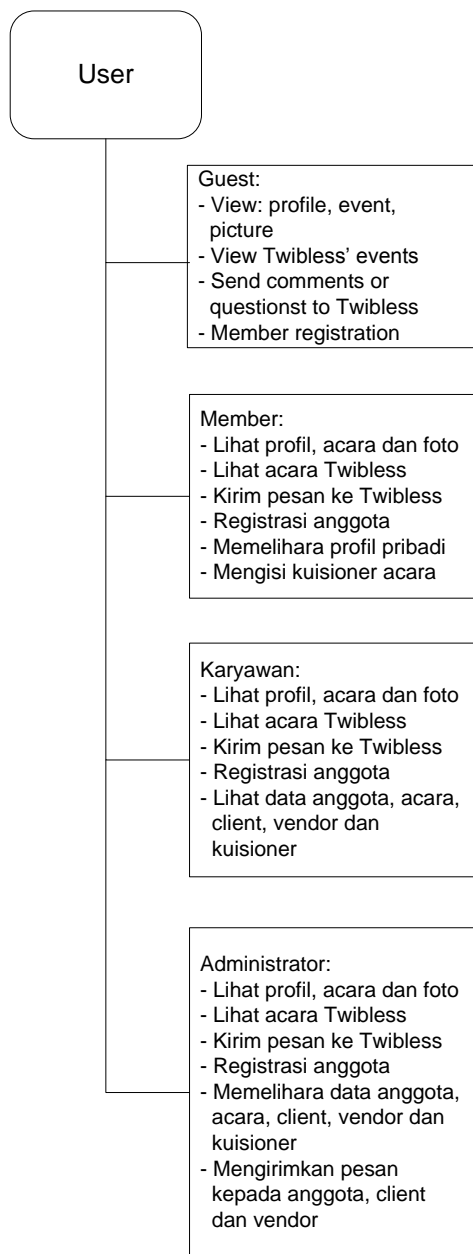 User
Guest:
- View: profile, event,
picture
- View Twibless’ events
- Send comments or
questionst to Twibless
- Member registration
Member:
- Lihat profil, acara dan foto
- Lihat acara Twibless
- Kirim pesan ke Twibless
- Registrasi anggota
- Memelihara profil pribadi
- Mengisi kuisioner acara
Karyawan:
- Lihat profil, acara dan foto
- Lihat acara Twibless
- Kirim pesan ke Twibless
- Registrasi anggota
- Lihat data anggota, acara,
client, vendor dan
kuisioner
Administrator:
- Lihat profil, acara dan foto
- Lihat acara Twibless
- Kirim pesan ke Twibless
- Registrasi anggota
- Memelihara data anggota,
acara, client, vendor dan
kuisioner
- Mengirimkan pesan
kepada anggota, client
dan vendor